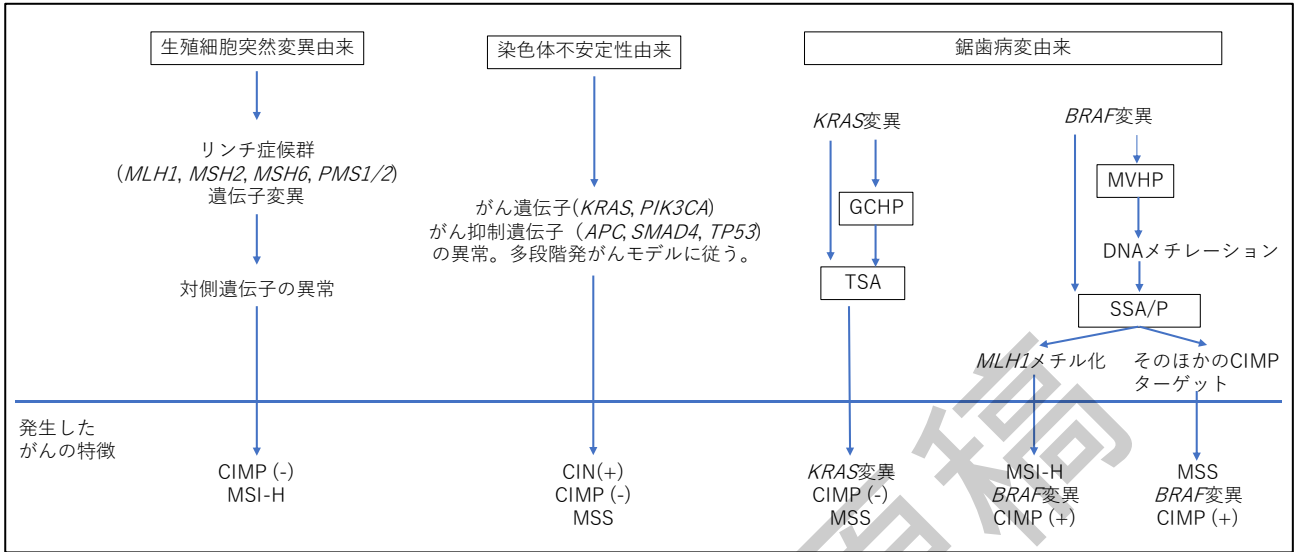 生殖細胞突然変異由来
染色体不安定性由来
鋸歯病変由来
リンチ症候群
(MLH1, MSH2, MSH6, PMS1/2)
遺伝子変異
対側遺伝子の異常
がん遺伝子(KRAS, PIK3CA)
がん抑制遺伝子（APC, SMAD4, TP53)
の異常。多段階発がんモデルに従う。
KRAS変異
GCHP
TSA
BRAF変異
MVHP
DNAメチレーション
SSA/P
MLH1メチル化
そのほかのCIMP
ターゲット
発生した
がんの特徴
CIMP (-)
MSI-H
CIN(+)
CIMP (-)
MSS
KRAS変異
CIMP (-)
MSS
MSI-H
BRAF変異
CIMP (+)
MSS
BRAF変異
CIMP (+)
稿